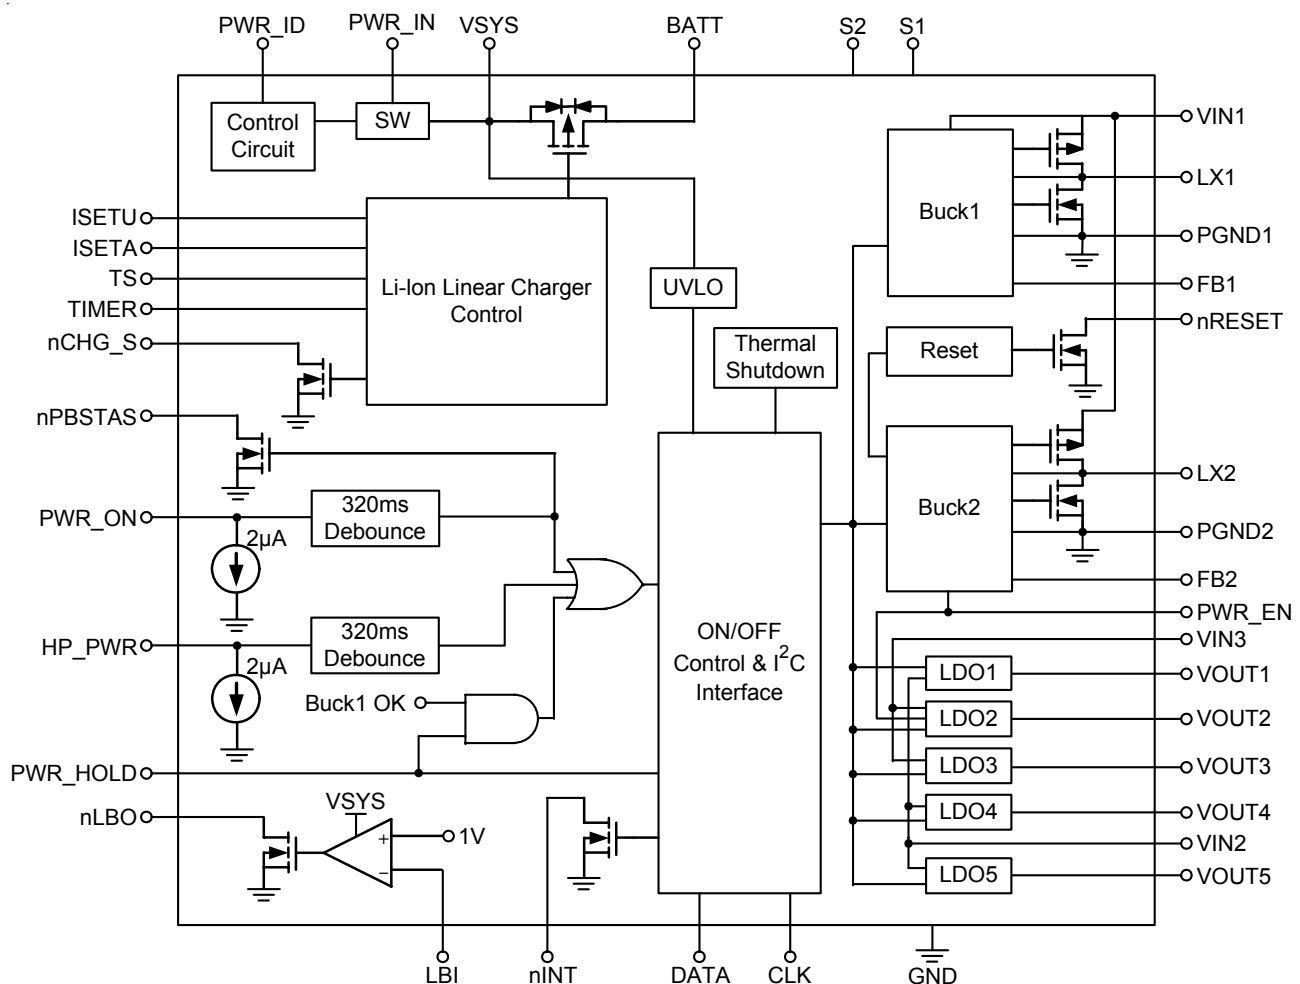 PWR_ID
PWR_IN
VSYS
BATT
S2
S1
Control
Circuit
SW
VIN1
LX1
Buck1
PGND1
FB1
ISETU
ISETA
TS
TIMER
nCHG_S
nPBSTAS
Li-Ion Linear Charger
Control
UVLO
Thermal
Shutdown
Reset
nRESET
Buck2
LX2
PGND2
FB2
PWR_EN
PWR_ON
2µA
320ms
Debounce
HP_PWR
2µA
320ms
Debounce
Buck1 OK
PWR_HOLD
ON/OFF
Control & I2C
Interface
VIN3
LDO1
VOUT1
LDO2
VOUT2
LDO3
VOUT3
LDO4
VOUT4
VIN2
LDO5
VOUT5
nLBO
VSYS
+
1V
−
LBI
nINT
DATA
CLK
GND